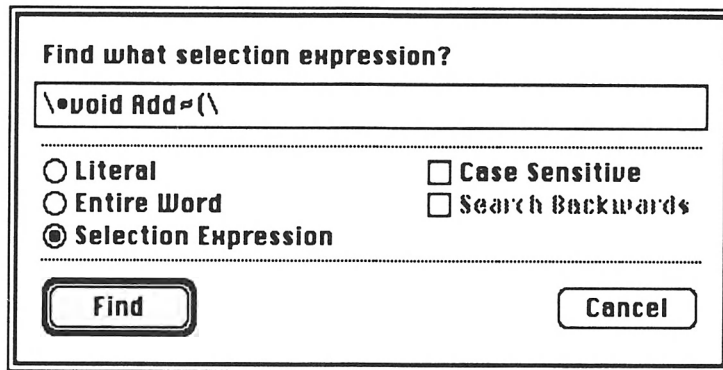 Find what selection expression?
\•void Add≈(\
Literal
Case Sensitive
Entire Word
Search Backwards
Selection Expression
Find
Cancel